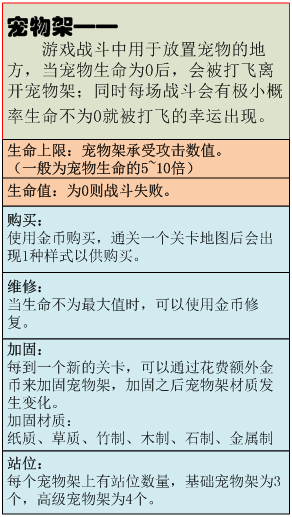 宠物架——
游戏战斗中用于放置宠物的地
方，当宠物生命为0后，会被打飞离
开宠物架；同时每场战斗会有极小概
率生命不为0就被打飞的幸运出现。
生命上限：宠物架承受攻击数值。
（一般为宠物生命的5~10倍）
生命值：为0则战斗失败。
购买：
使用金币购买，通关一个关卡地图后会出
现1种样式以供购买。
维修：
当生命不为最大值时，可以使用金币修
复。
加固：
每到一个新的关卡，可以通过花费额外金
币来加固宠物架，加固之后宠物架材质发
生变化。
加固材质：
纸质、草质、竹制、木制、石制、金属制
站位：
每个宠物架上有站位数量，基础宠物架为3
个，高级宠物架为4个。